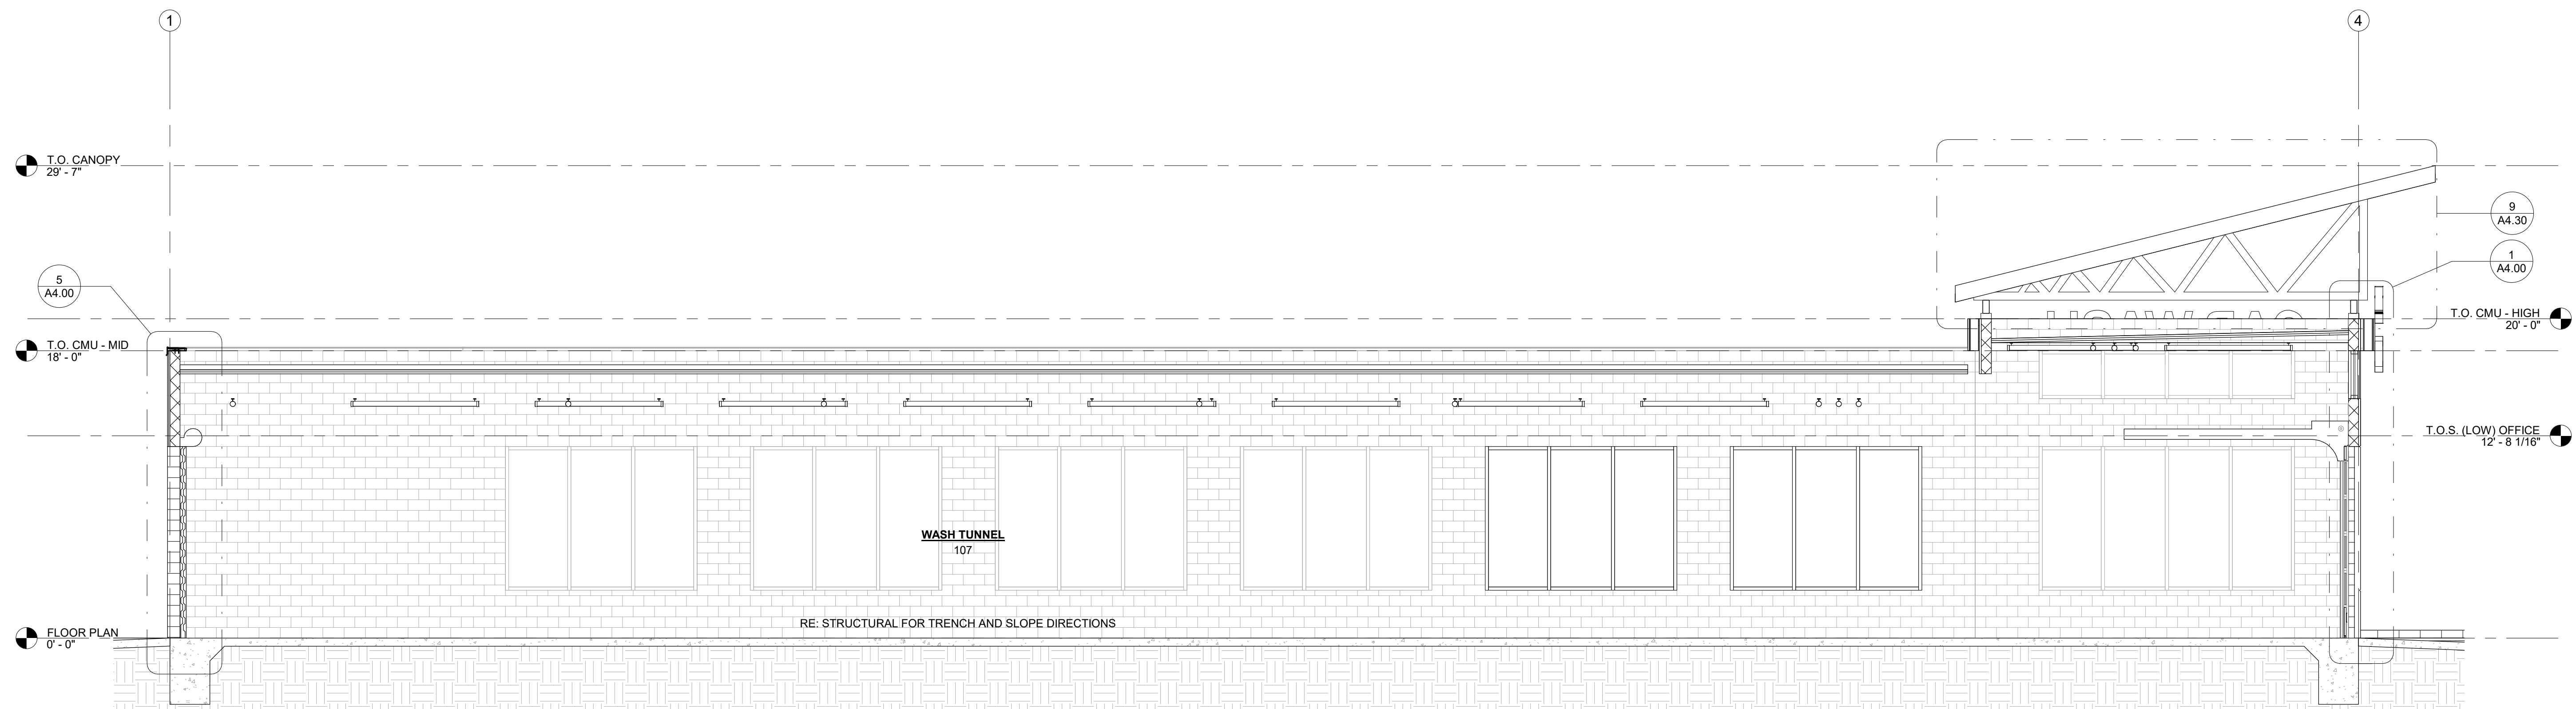 1
4
T.O. CANOPY
29' - 7"
9
A4.30
1
A4.00
5
A4.00
T.O. CMU - HIGH
20' - 0"
T.O. CMU - MID
18' - 0"
T.O.S. (LOW) OFFICE
12' - 8 1/16"
WASH TUNNEL
107
RE: STRUCTURAL FOR TRENCH AND SLOPE DIRECTIONS
FLOOR PLAN
0' - 0"